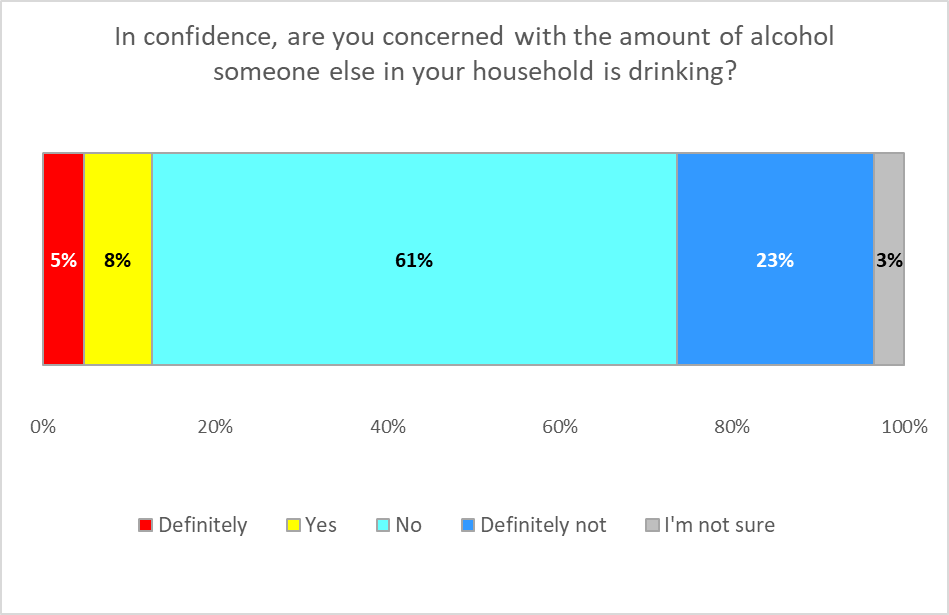 In confidence, are you concerned with the amount of alcohol
someone else in your household is drinking?
5% 8% 61% 23% 3%
0% 20% 40% 60% 80% 100%
Definitely Yes No Definitely not I'm not sure